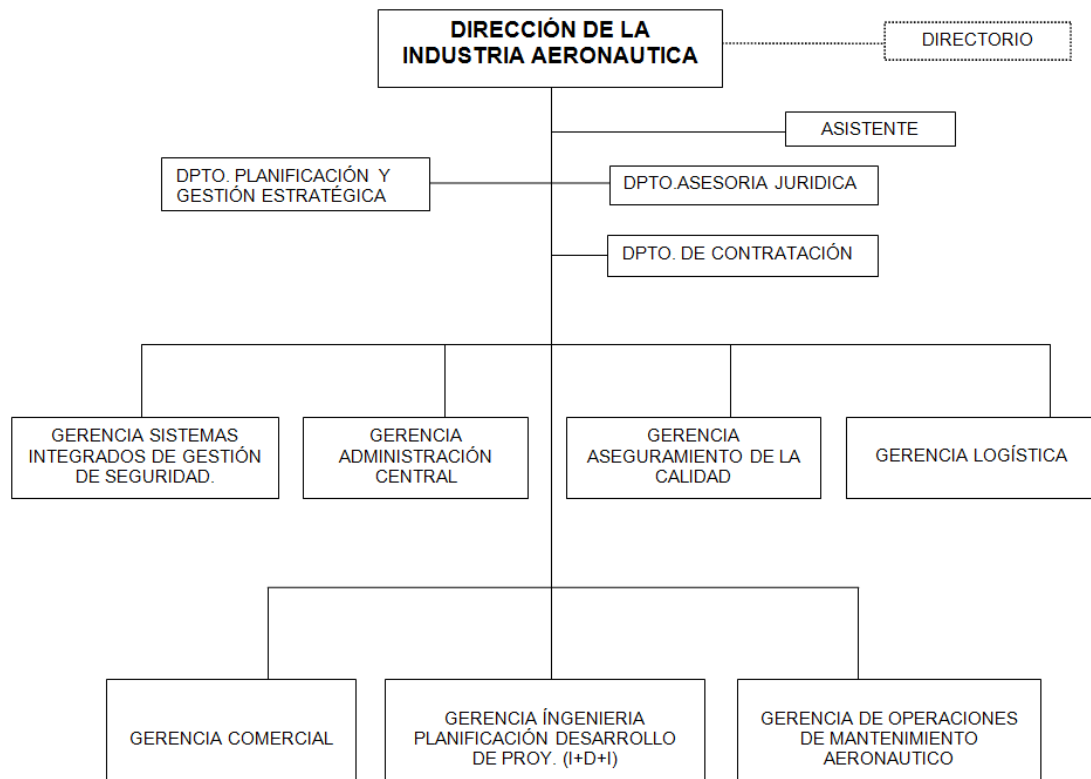 DIRECCIÓN DE LA
INDUSTRIA AERONAUTICA
DIRECTORIO
ASISTENTE
DPTO. PLANIFICACIÓN Y
GESTIÓN ESTRATÉGICA
DPTO.ASESORIA JURIDICA
DPTO. DE CONTRATACIÓN
GERENCIA SISTEMAS
INTEGRADOS DE GESTIÓN
DE SEGURIDAD.
GERENCIA
ADMINISTRACIÓN
CENTRAL
GERENCIA
ASEGURAMIENTO DE LA
CALIDAD
GERENCIA LOGÍSTICA
GERENCIA COMERCIAL
GERENCIA ÍNGENIERIA
PLANIFICACIÓN DESARROLLO
DE PROY. (I+D+I)
GERENCIA DE OPERACIONES
DE MANTENIMIENTO
AERONAUTICO